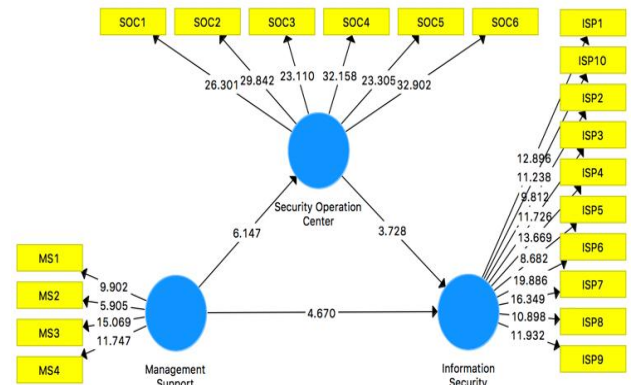 SOC1
SOC2
SOC3
SOC4
SOC5
SOC6
26.301
29.842
23.110
32.158
23.305
32.902
Security Operation
Center
6.147
3.728
4.670
MS1
MS2
MS3
MS4
9.902
5.905
15.069
11.747
Management
Support
Information
Security
12.896
11.238
9.812
11.726
13.669
8.682
19.886
16.349
10.898
11.932
ISP1
ISP10
ISP2
ISP3
ISP4
ISP5
ISP6
ISP7
ISP8
ISP9